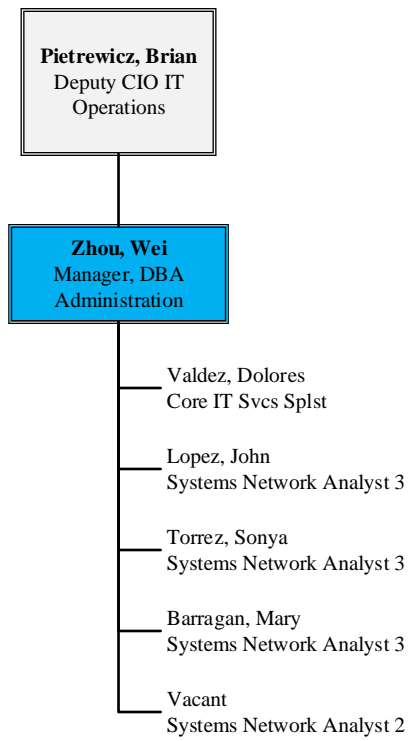 Pietrewicz, Brian
Deputy CIO IT
Operations
Zhou, Wei
Manager, DBA
Administration
Valdez, Dolores
Core IT Svcs Splst
Lopez, John
Systems Network Analyst 3
Torrez, Sonya
Systems Network Analyst 3
Barragan, Mary
Systems Network Analyst 3
Vacant
Systems Network Analyst 2